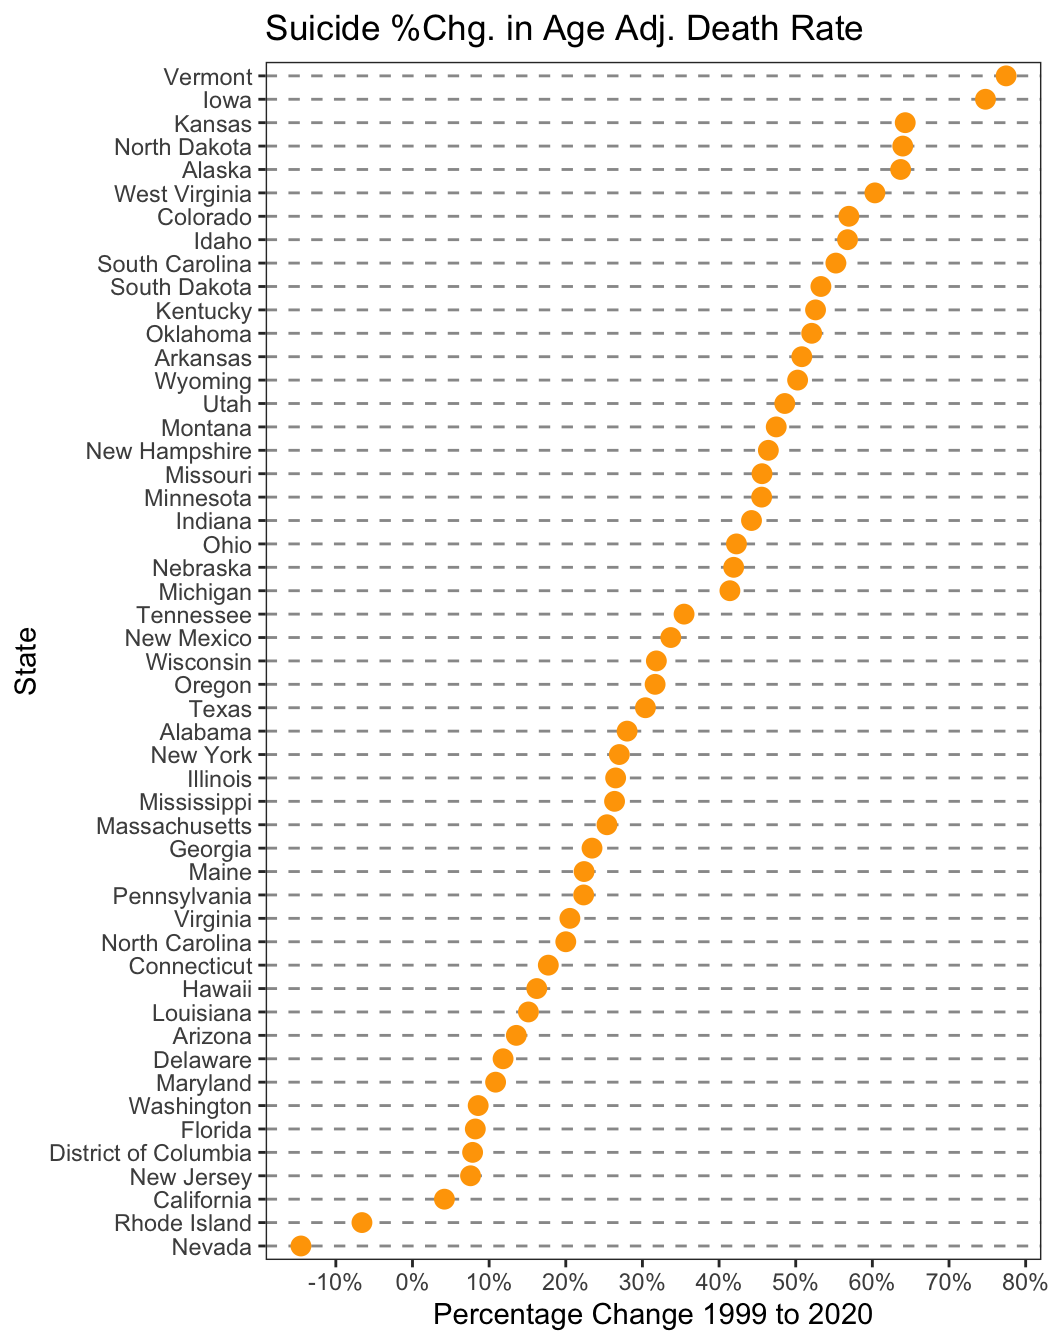 Suicide %Chg. in Age Adj. Death Rate
Vermont
Iowa
Kansas
North Dakota
Alaska
West Virginia
Colorado
Idaho
South Carolina
South Dakota
Kentucky
Oklahoma
Arkansas
Wyoming
Utah
Montana
New Hampshire
Missouri
Minnesota
Indiana
Ohio
Nebraska
Michigan
Tennessee
New Mexico
Wisconsin
Oregon
Texas
Alabama
New York
Illinois
Mississippi
Massachusetts
Georgia
Maine
Pennsylvania
Virginia
North Carolina
Connecticut
Hawaii
Louisiana
Arizona
Delaware
Maryland
Washington
Florida
District of Columbia
New Jersey
California
Rhode Island
Nevada
State
-10% 0% 10% 20% 30% 40% 50% 60% 70% 80%
Percentage Change 1999 to 2020